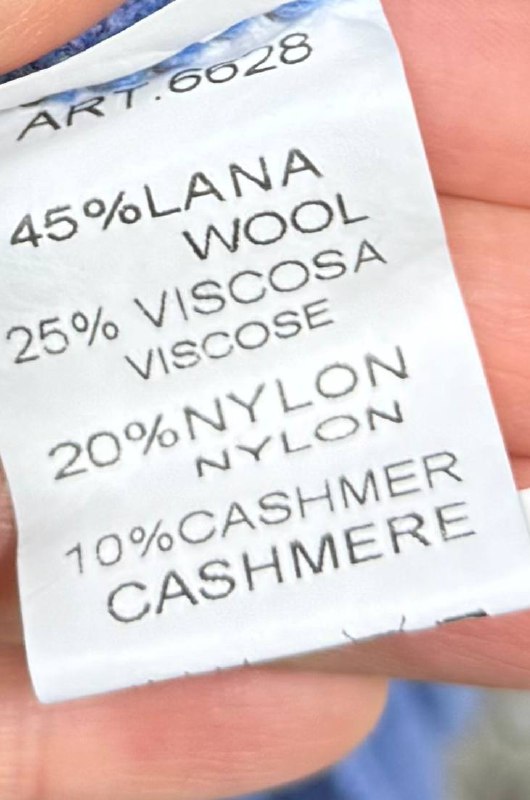 ART.6628
45%LANA
WOOL
25% VISCOSA
VISCOSE
20%NYLON
NYLON
10%CASHMER
CASHMERE